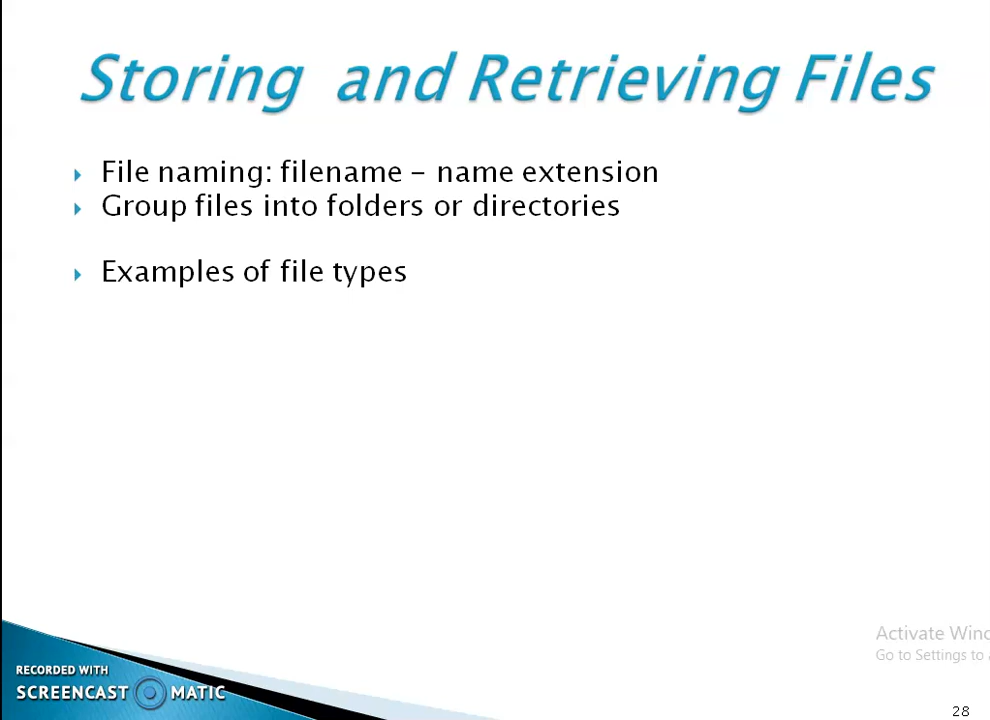 Storing and Retrieving Files
File naming: filename – name extension
Group files into folders or directories
Examples of file types
Activate Win
Go to Settings to
RECORDED WITH
SCREENCAST MATIC
28